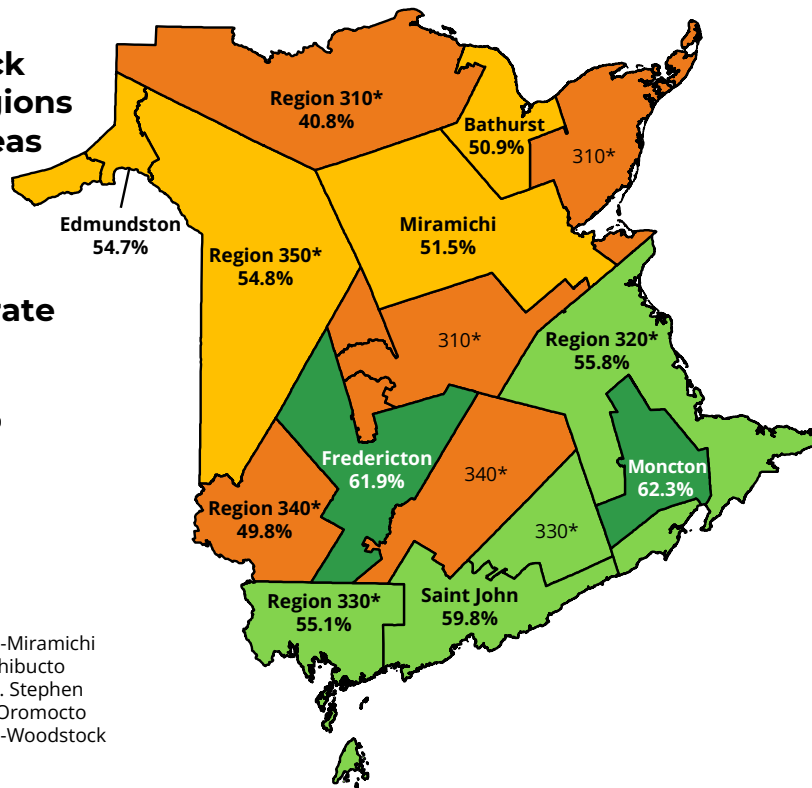 ck
gions
eas
rate
Region 310*
40.8%
Bathurst
50.9%
310*
Edmundston
54.7%
Region 350*
54.8%
Miramichi
51.5%
310*
Region 320*
55.8%
Fredericton
61.9%
340*
Moncton
62.3%
Region 340*
49.8%
330*
Region 330*
55.1%
Saint John
59.8%
-Miramichi
hibucto
. Stephen
Oromocto
-Woodstock